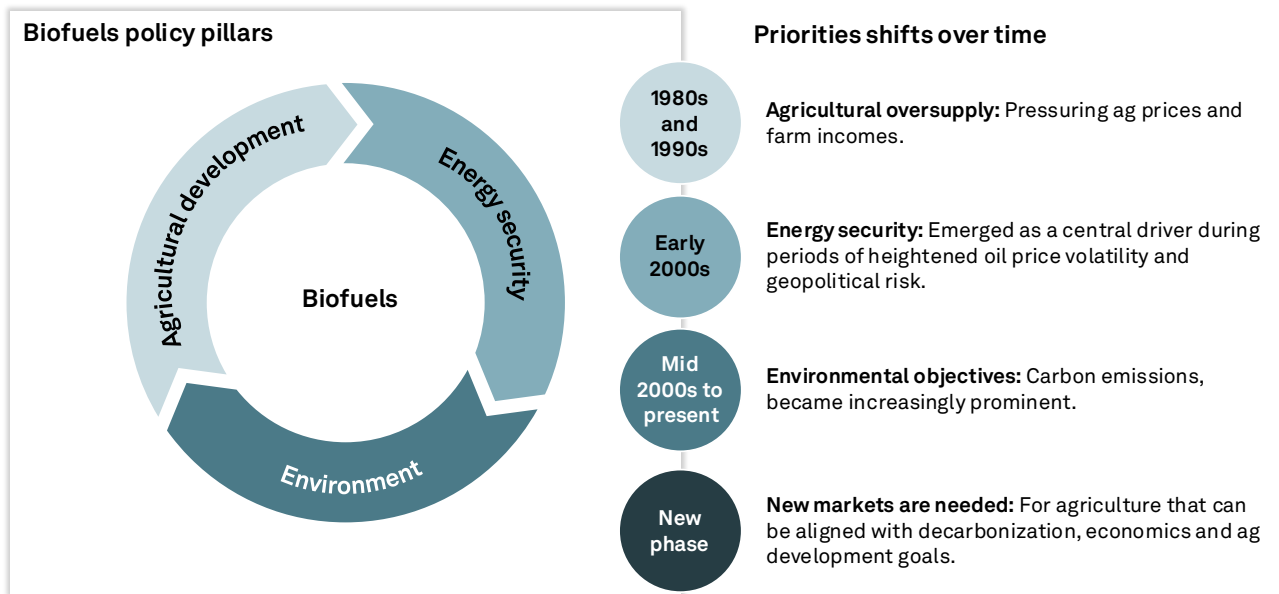 Biofuels policy pillars
Agricultural development
Energy security
Biofuels
Environment
Priorities shifts over time
1980s
and
1990s
Agricultural oversupply: Pressuring ag prices and
farm incomes.
Early
2000s
Energy security: Emerged as a central driver during
periods of heightened oil price volatility and
geopolitical risk.
Mid
2000s to
present
Environmental objectives: Carbon emissions,
became increasingly prominent.
New
phase
New markets are needed: For agriculture that can
be aligned with decarbonization, economics and ag
development goals.